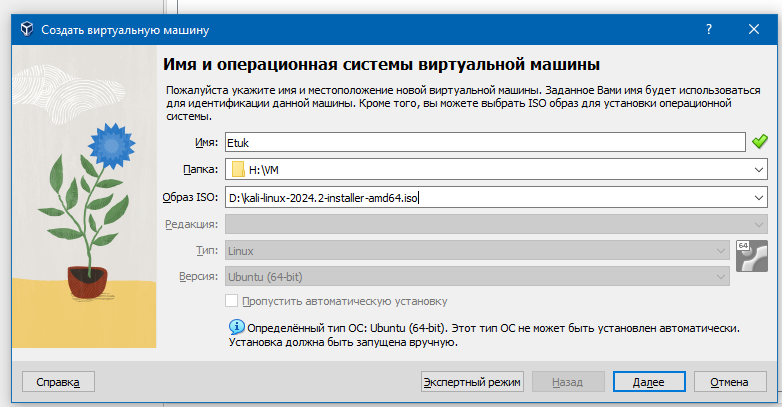 Создать виртуальную машину
?
Имя и операционная системы виртуальной машины
Пожалуйста укажите имя и местоположение новой виртуальной машины. Заданное Вами имя будет использоваться
для идентификации данной машины. Кроме того, вы можете выбрать ISO образ для установки операционной
системы.
Имя: Etuk
Папка: H:\VM
Образ ISO: D:\kali-linux-2024.2-installer-amd64.iso
Редакция:
Тип: Linux
64
Версия: Ubuntu (64-bit)
Пропустить автоматическую установку
Определённый тип ОС: Ubuntu (64-bit). Этот тип ОС не может быть установлен автоматически.
Установка должна быть запущена вручную.
Справка Экспертный режим Назад Далее Отмена